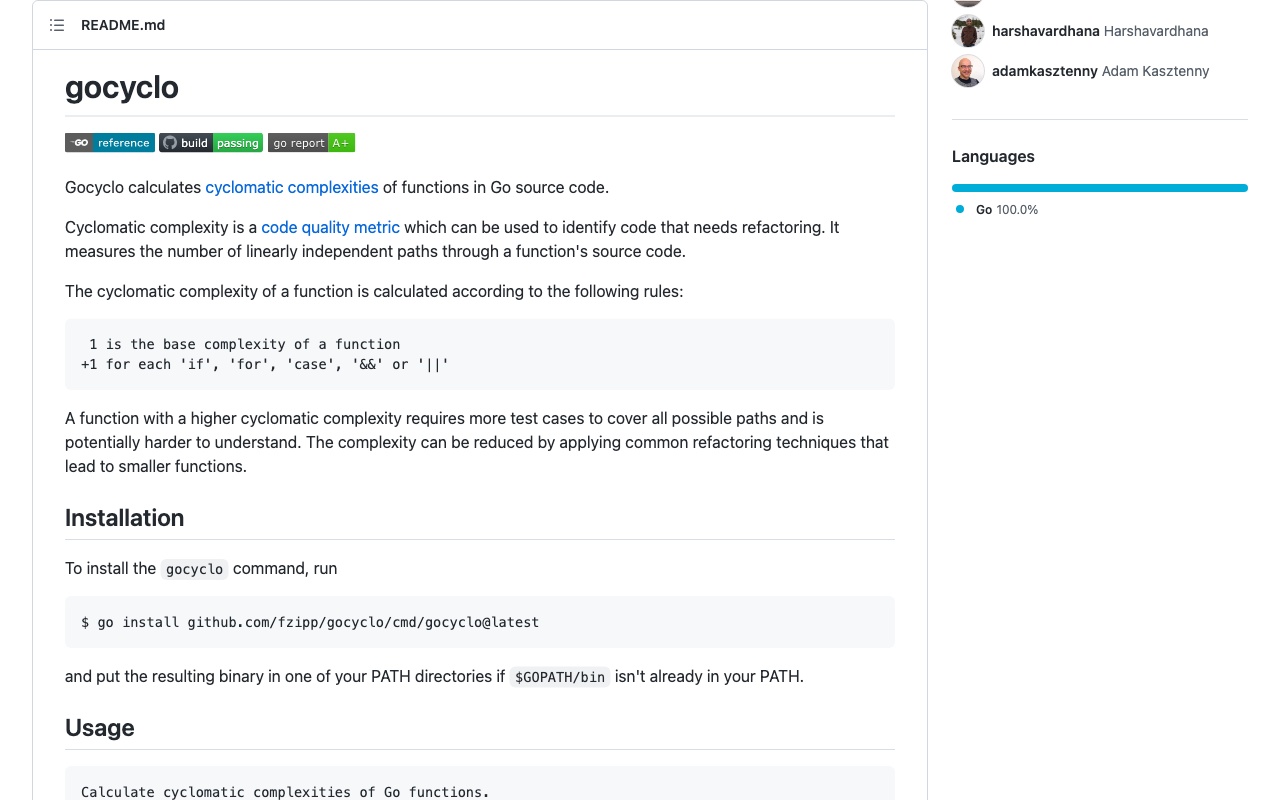 README.md
gocyclo
GO reference build passing go report A+
Gocyclo calculates cyclomatic complexities of functions in Go source code.
Cyclomatic complexity is a code quality metric which can be used to identify code that needs refactoring. It
measures the number of linearly independent paths through a function's source code.
The cyclomatic complexity of a function is calculated according to the following rules:
1 is the base complexity of a function
+1 for each 'if', 'for', 'case', '&&' or '||'
A function with a higher cyclomatic complexity requires more test cases to cover all possible paths and is
potentially harder to understand. The complexity can be reduced by applying common refactoring techniques that
lead to smaller functions.
Installation
To install the gocyclo command, run
$ go install github.com/fzipp/gocyclo/cmd/gocyclo@latest
and put the resulting binary in one of your PATH directories if $GOPATH/bin isn't already in your PATH.
Usage
Calculate cyclomatic complexities of Go functions.
harshavardhana Harshavardhana
adamkasztenny Adam Kasztenny
Languages
Go 100.0%